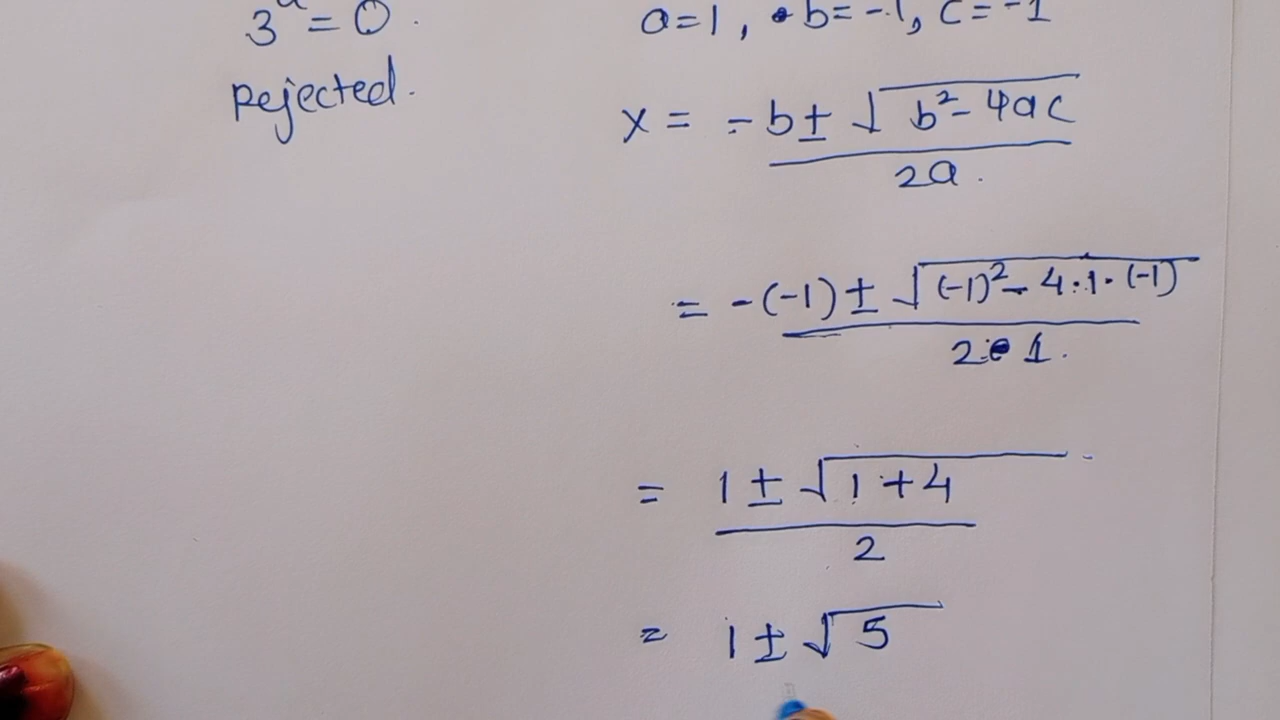 3ᵃ = 0.
Rejected.
a=1, b=-1, c=-1
x = -b ± √(b² - 4ac)
2a.
= -(-1) ± √((-1)² - 4·1·(-1))
2·1.
= 1 ± √(1+4)
2
= 1 ± √5